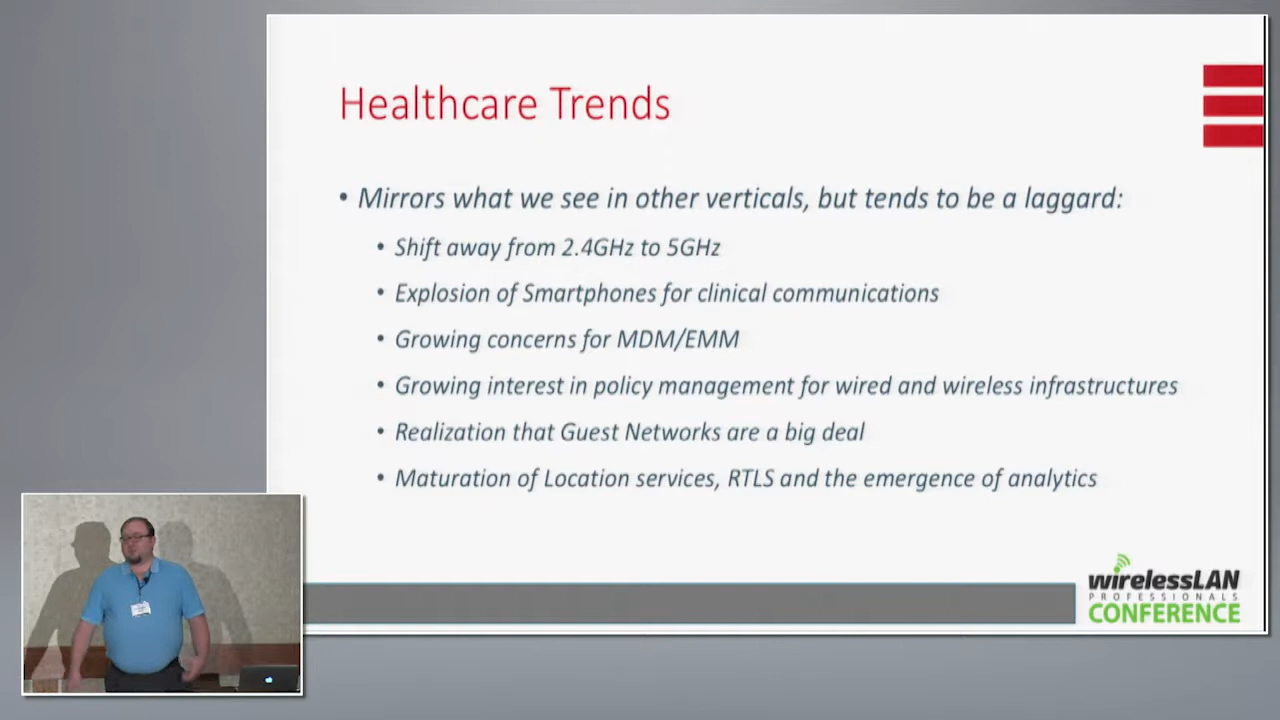 Healthcare Trends
• Mirrors what we see in other verticals, but tends to be a laggard:
• Shift away from 2.4GHz to 5GHz
• Explosion of Smartphones for clinical communications
• Growing concerns for MDM/EMM
• Growing interest in policy management for wired and wireless infrastructures
• Realization that Guest Networks are a big deal
• Maturation of Location services, RTLS and the emergence of analytics
wirelessLAN
PROFESSIONALS
CONFERENCE